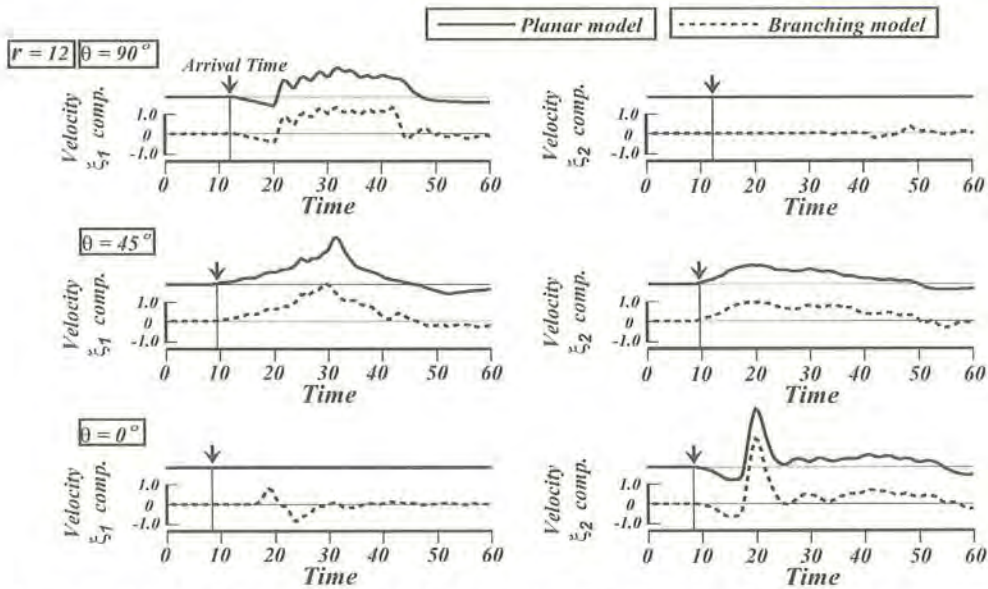 Planar model Branching model
r = 12 θ = 90°
Arrival Time
Velocity
ξ1 comp.
1.0
0
-1.0
0 10 20 30 40 50 60
Time
Velocity
ξ2 comp.
1.0
0
-1.0
0 10 20 30 40 50 60
Time
θ = 45°
Velocity
ξ1 comp.
1.0
0
-1.0
0 10 20 30 40 50 60
Time
Velocity
ξ2 comp.
1.0
0
-1.0
0 10 20 30 40 50 60
Time
θ = 0°
Velocity
ξ1 comp.
1.0
0
-1.0
0 10 20 30 40 50 60
Time
Velocity
ξ2 comp.
1.0
0
-1.0
0 10 20 30 40 50 60
Time